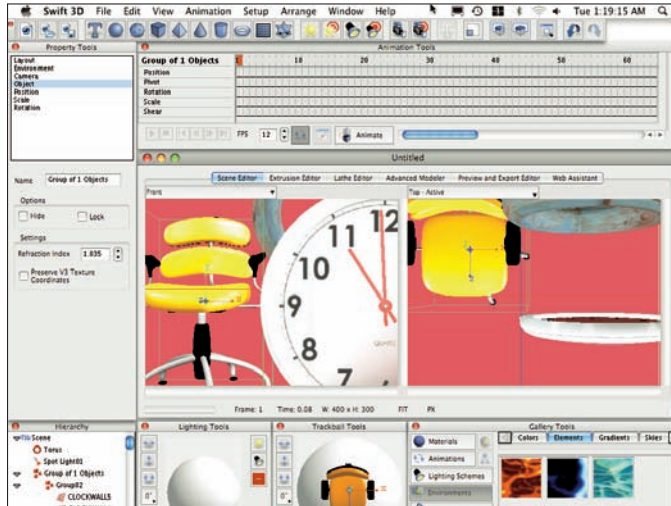 Swift 3D File Edit View Animation Setup Arrange Window Help Tue 1:19:15 AM
Property Tools
Layout
Environment
Camera
Object
Position
Scale
Rotation
Name Group of 1 Objects
Options
Hide Lock
Settings
Refraction Index 1.035
Preserve V3 Texture
Coordinates
Animation Tools
Group of 1 Objects 10 20 30 40 50 60
Position
Pivot
Rotation
Scale
Shear
FPS 12 Animate
Untitled
Scene Editor Extrusion Editor Lathe Editor Advanced Modeler Preview and Export Editor Web Assistant
Front
Top - Active
12
11
10
9
8
7
QUARTZ
Frame: 1 Time: 0.08 W: 400 x H: 300 FIT PX
Hierarchy
Scene
Torus
Spot Light01
Group of 1 Objects
Group02
CLOCKWALLS
Lighting Tools
0°
Trackball Tools
0°
Gallery Tools
Materials
Animations
Lighting Schemes
Environments
Colors Elements Gradients Skies